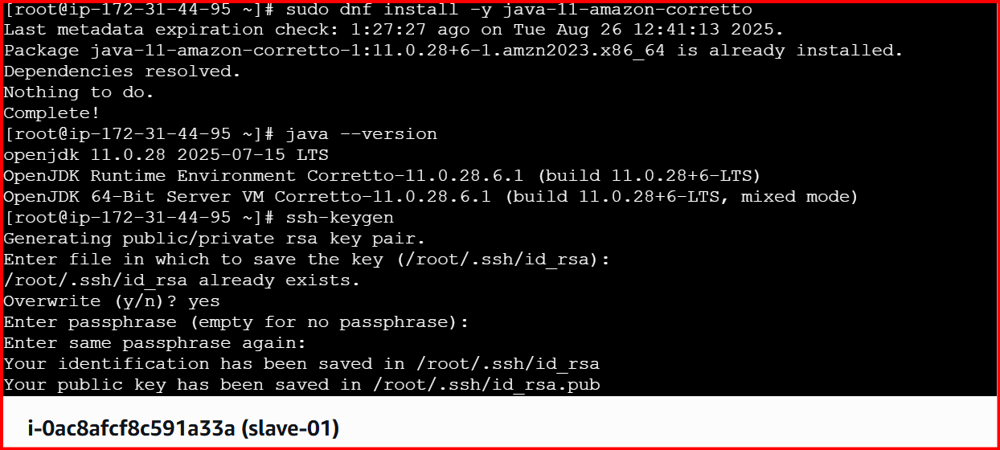 [root@ip-172-31-44-95 ~]# sudo dnf install -y java-11-amazon-corretto
Last metadata expiration check: 1:27:27 ago on Tue Aug 26 12:41:13 2025.
Package java-11-amazon-corretto-1:11.0.28+6-1.amzn2023.x86_64 is already installed.
Dependencies resolved.
Nothing to do.
Complete!
[root@ip-172-31-44-95 ~]# java --version
openjdk 11.0.28 2025-07-15 LTS
OpenJDK Runtime Environment Corretto-11.0.28.6.1 (build 11.0.28+6-LTS)
OpenJDK 64-Bit Server VM Corretto-11.0.28.6.1 (build 11.0.28+6-LTS, mixed mode)
[root@ip-172-31-44-95 ~]# ssh-keygen
Generating public/private rsa key pair.
Enter file in which to save the key (/root/.ssh/id_rsa):
/root/.ssh/id_rsa already exists.
Overwrite (y/n)? yes
Enter passphrase (empty for no passphrase):
Enter same passphrase again:
Your identification has been saved in /root/.ssh/id_rsa
Your public key has been saved in /root/.ssh/id_rsa.pub
i-0ac8afcf8c591a33a (slave-01)